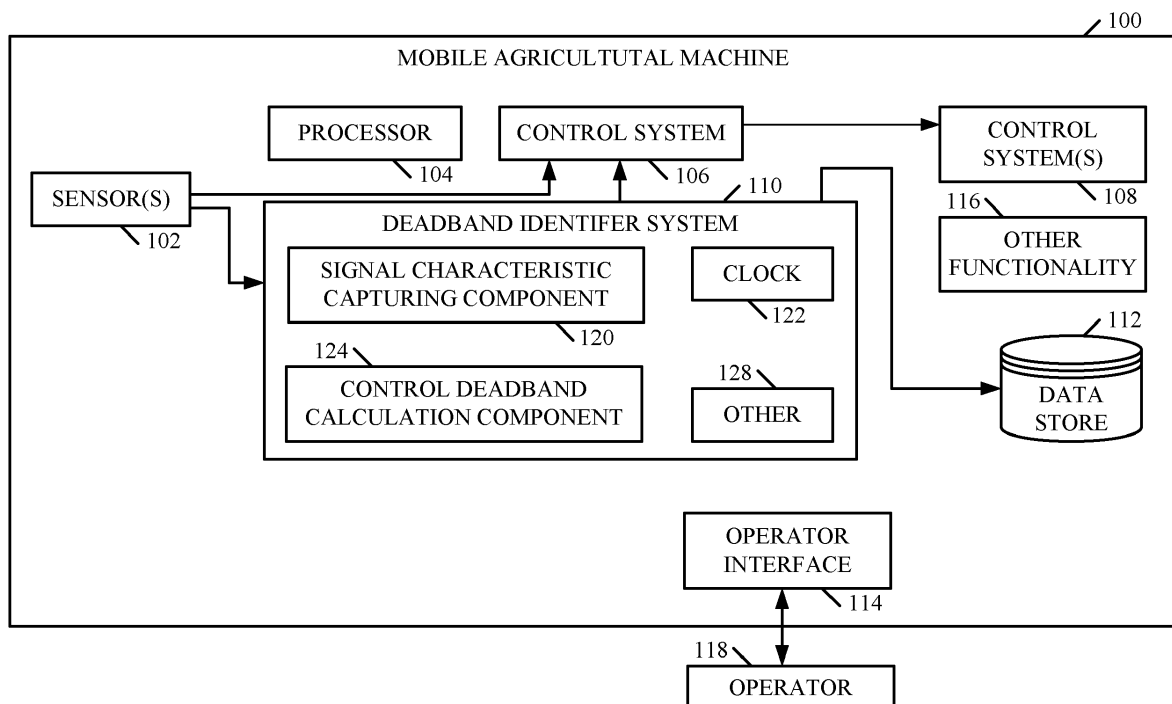 100
MOBILE AGRICULTUTAL MACHINE
PROCESSOR
104
CONTROL SYSTEM
106
CONTROL
SYSTEM(S)
108
SENSOR(S)
102
110
DEADBAND IDENTIFER SYSTEM
116
OTHER
FUNCTIONALITY
SIGNAL CHARACTERISTIC
CAPTURING COMPONENT
120
CLOCK
122
112
DATA
STORE
124
CONTROL DEADBAND
CALCULATION COMPONENT
128
OTHER
OPERATOR
INTERFACE
114
118
OPERATOR